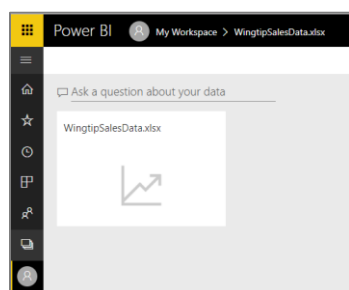 Power BI My Workspace > WingtipSalesData.xlsx
Ask a question about your data
WingtipSalesData.xlsx